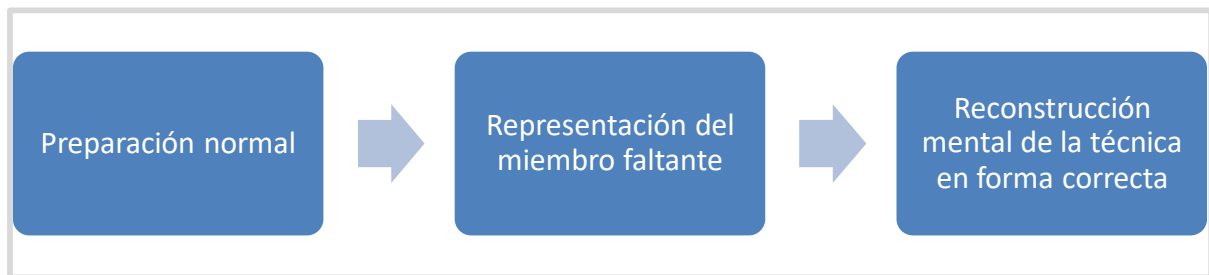 Preparación normal
Representación del
miembro faltante
Reconstrucción
mental de la técnica
en forma correcta